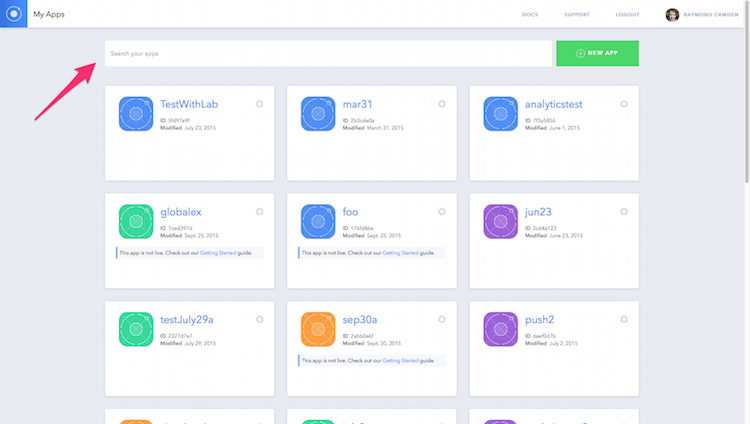 My Apps
DOCS
SUPPORT
LOGOUT
RAYMOND CAMDEN
Search your apps
NEW APP
TestWithLab
ID 5fd97e9f
Modified July 23, 2015
mar31
ID 2b3c6e0a
Modified March 31, 2015
analyticstest
ID 7f3a5856
Modified June 1, 2015
globalex
ID 7ced397d
Modified Sept. 25, 2015
This app is not live. Check out our Getting Started guide.
foo
ID 176fd86e
Modified Sept. 25, 2015
This app is not live. Check out our Getting Started guide.
jun23
ID 0cd4a123
Modified June 23, 2015
testJuly29a
ID 2327d7e7
Modified July 29, 2015
sep30a
ID 2ab60a6f
Modified Sept. 30, 2015
This app is not live. Check out our Getting Started guide.
push2
ID 6aef0d7b
Modified July 2, 2015